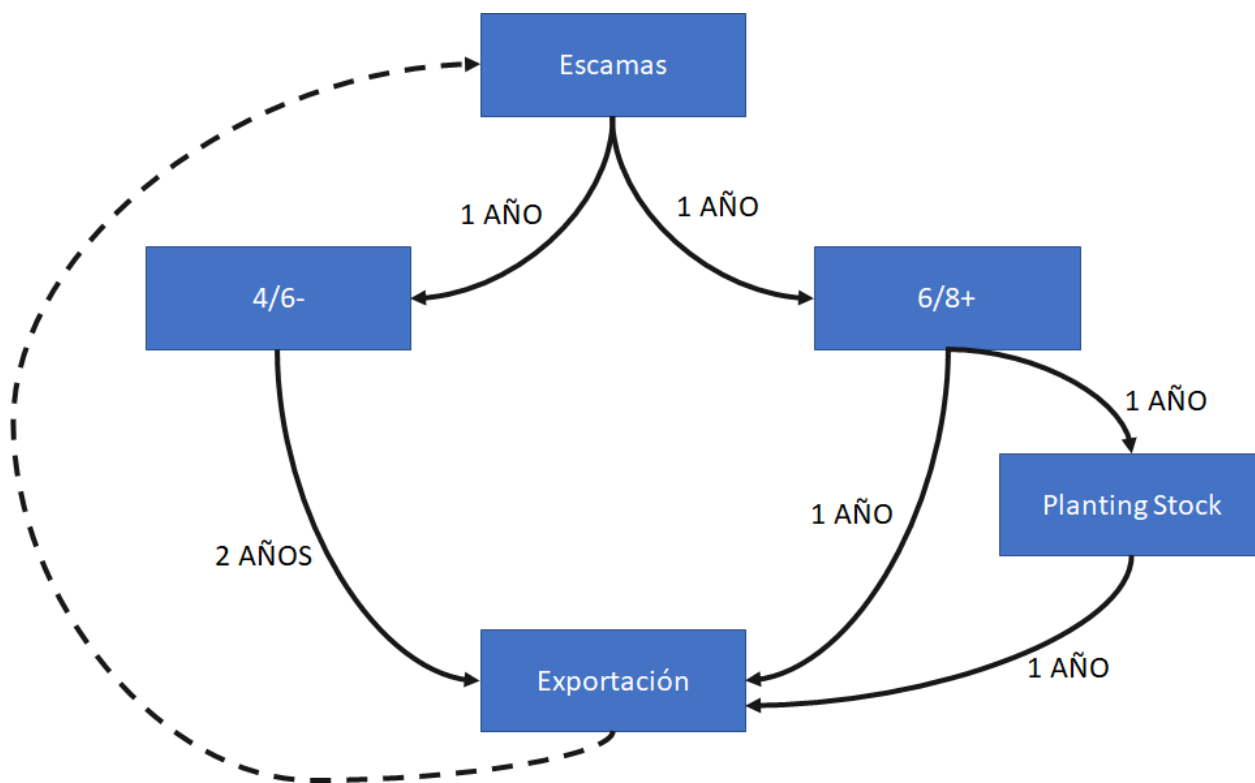 Escamas
1 AÑO
1 AÑO
4/6-
6/8+
1 AÑO
Planting Stock
1 AÑO
2 AÑOS
Exportación
1 AÑO